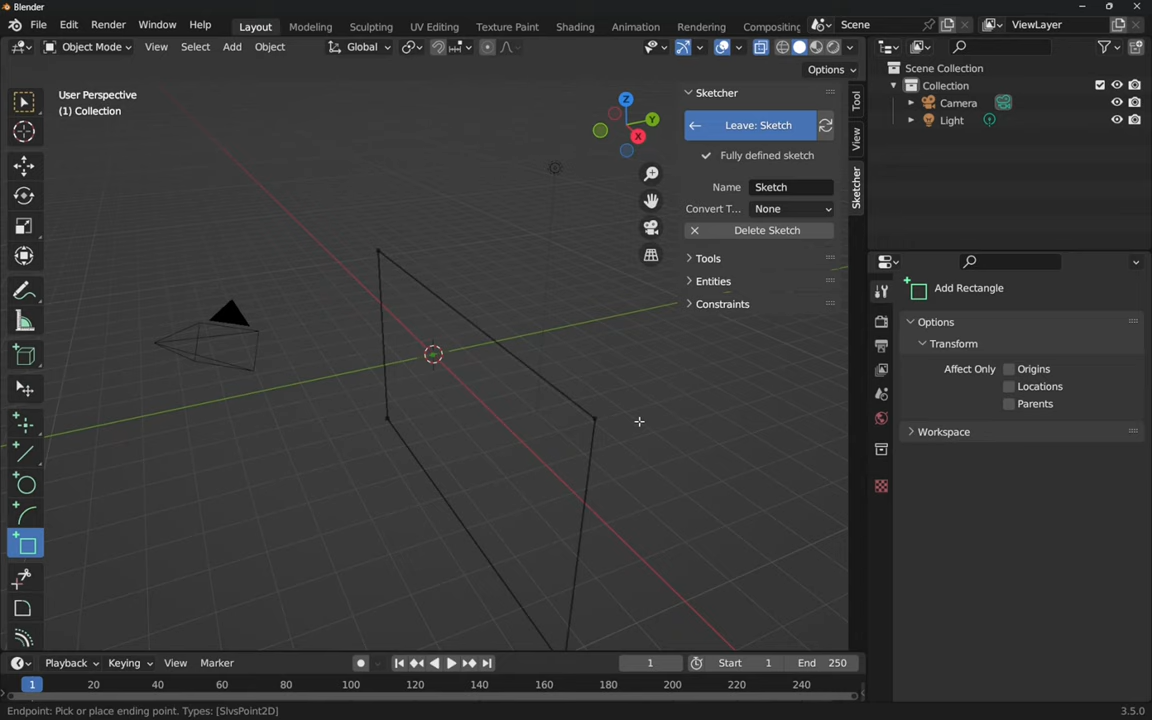 Blender
File Edit Render Window Help
Layout Modeling Sculpting UV Editing Texture Paint Shading Animation Rendering Compositing
Scene
ViewLayer
Object Mode View Select Add Object
Global
Options
User Perspective
(1) Collection
Z
Y
X
Sketcher
Leave: Sketch
Fully defined sketch
Name Sketch
Convert T... None
Delete Sketch
Tools
Entities
Constraints
Tool
View
Sketcher
Scene Collection
Collection
Camera
Light
Add Rectangle
Options
Transform
Affect Only Origins
Locations
Parents
Workspace
Playback Keying View Marker
1 Start 1 End 250
1 20 40 60 80 100 120 140 160 180 200 220 240
Endpoint: Pick or place ending point. Types: [SlvsPoint2D]
3.5.0